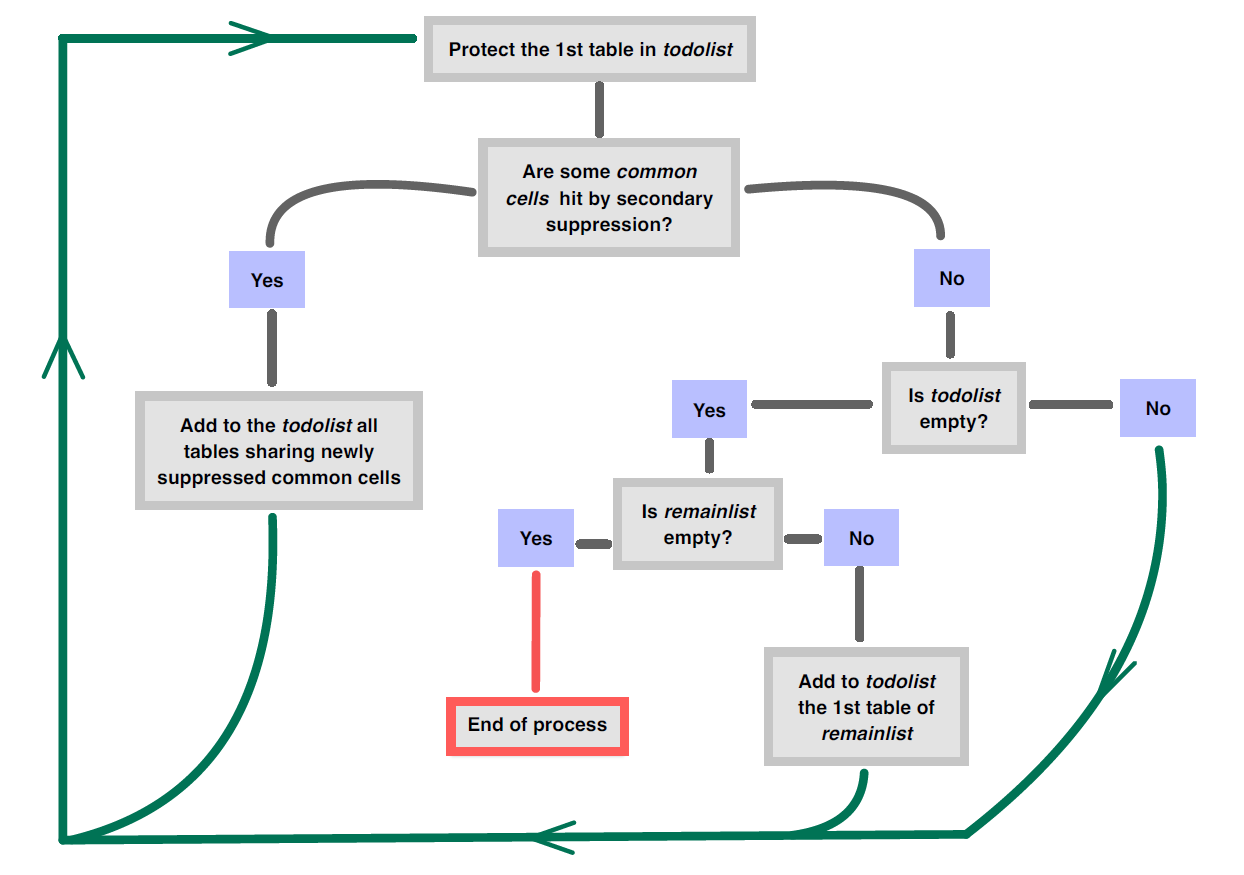 Protect the 1st table in todolist
Are some common
cells hit by secondary
suppression?
Yes
No
Add to the todolist all
tables sharing newly
suppressed common cells
Is todolist
empty?
Yes
No
Is remainlist
empty?
Yes
No
End of process
Add to todolist
the 1st table of
remainlist